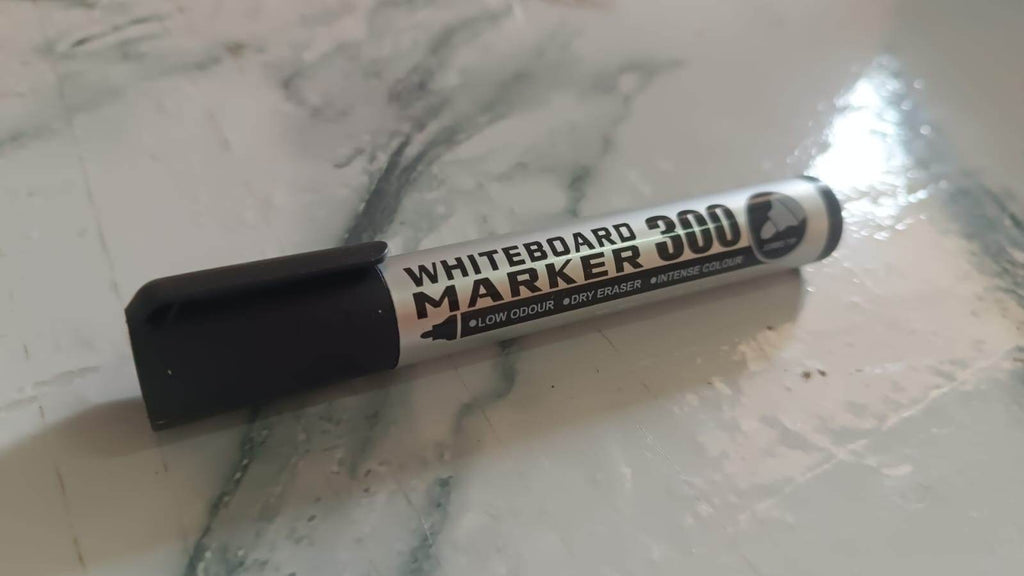 WHITEBOARD
MARKER 300
•LOW ODOUR •DRY ERASER •INTENSE COLOUR